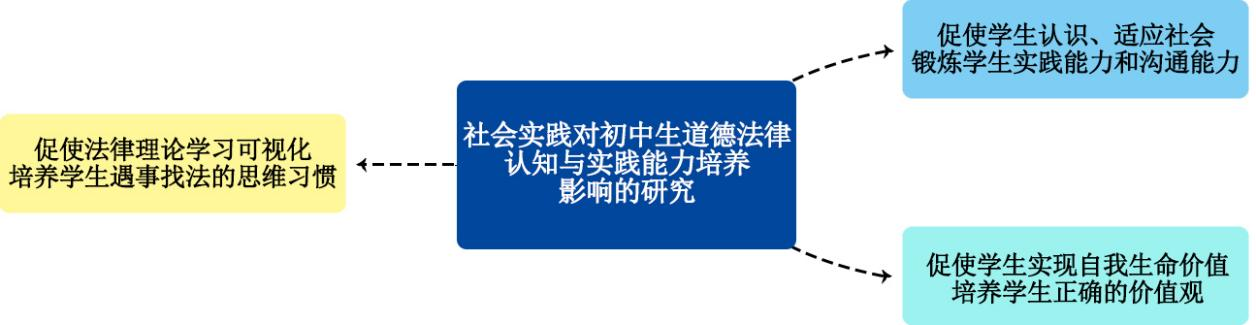 促使学生认识、适应社会
锻炼学生实践能力和沟通能力
社会实践对初中生道德法律
认知与实践能力培养
影响的研究
促使法律理论学习可视化
培养学生遇事找法的思维习惯
促使学生实现自我生命价值
培养学生正确的价值观